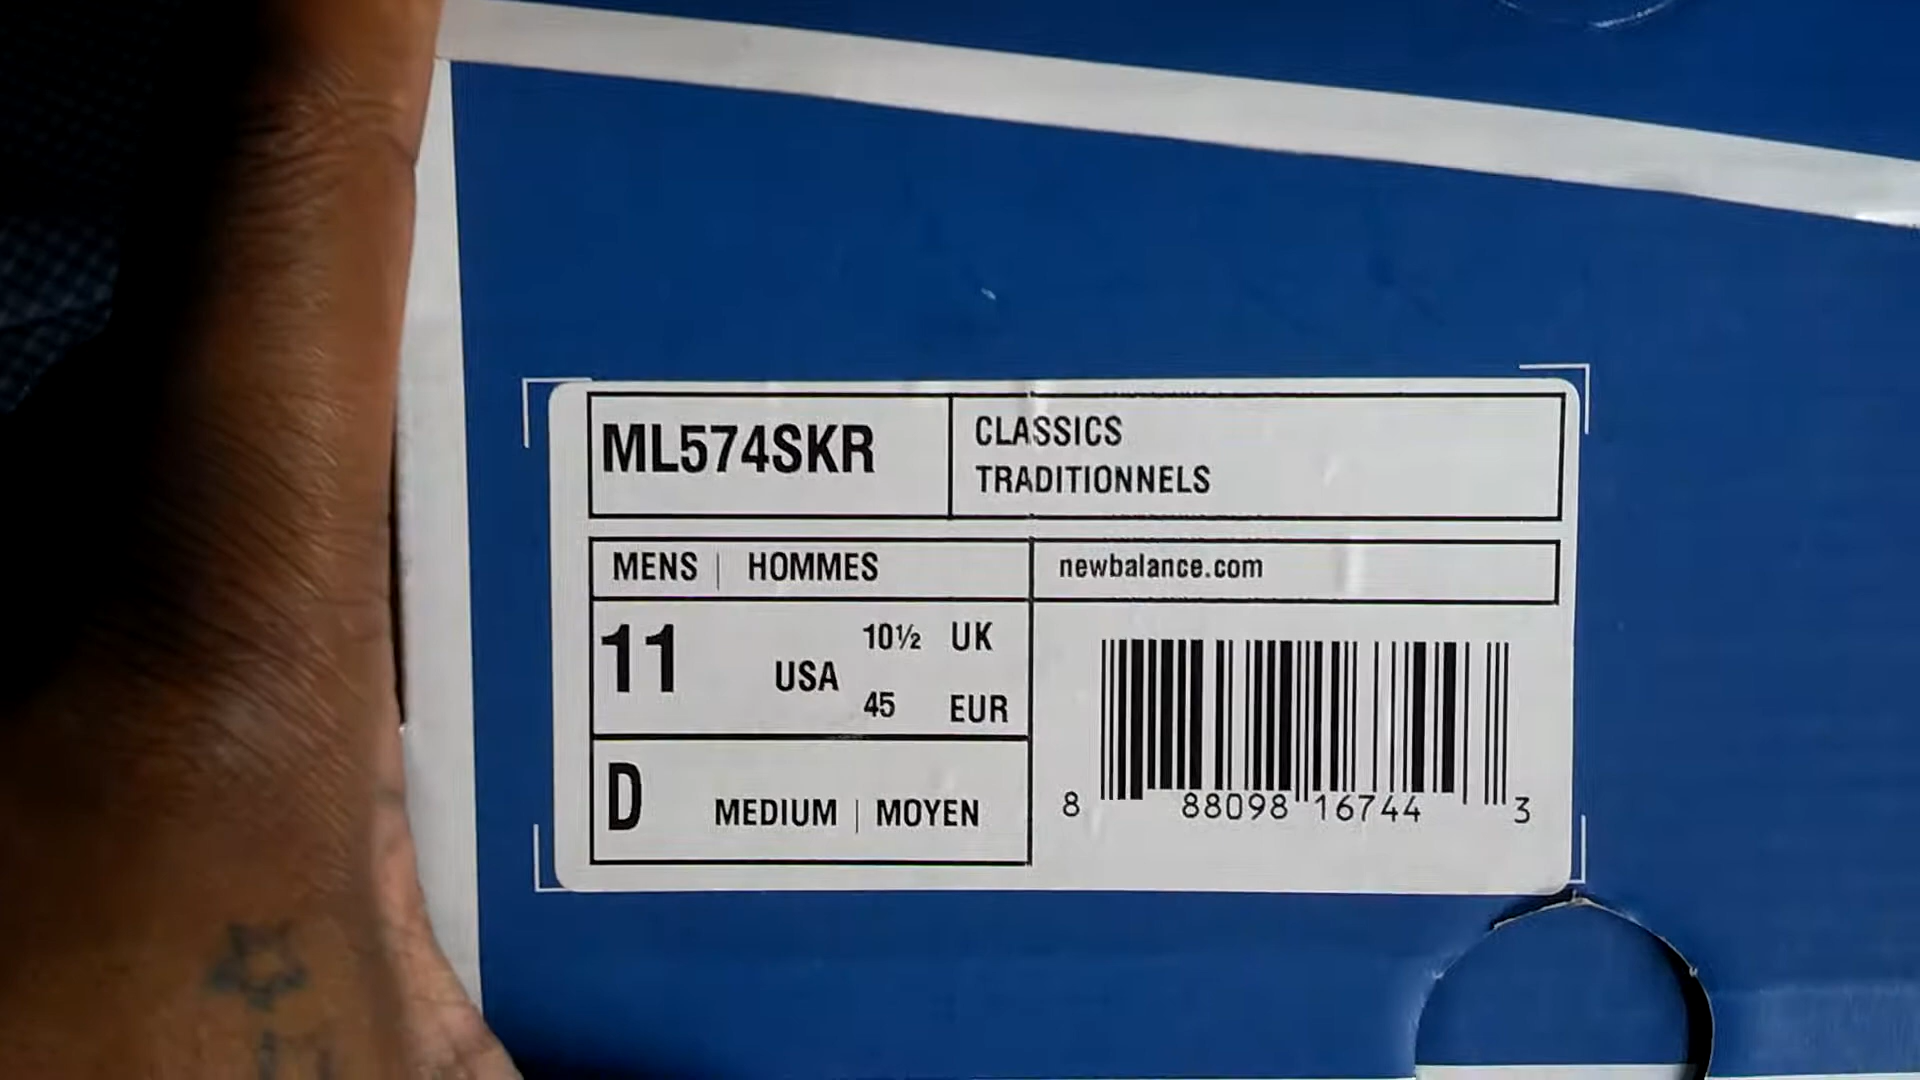 ML574SKR
CLASSICS
TRADITIONNELS
MENS | HOMMES
newbalance.com
11 USA
10½ UK
45 EUR
D MEDIUM | MOYEN
8 88098 16744 3